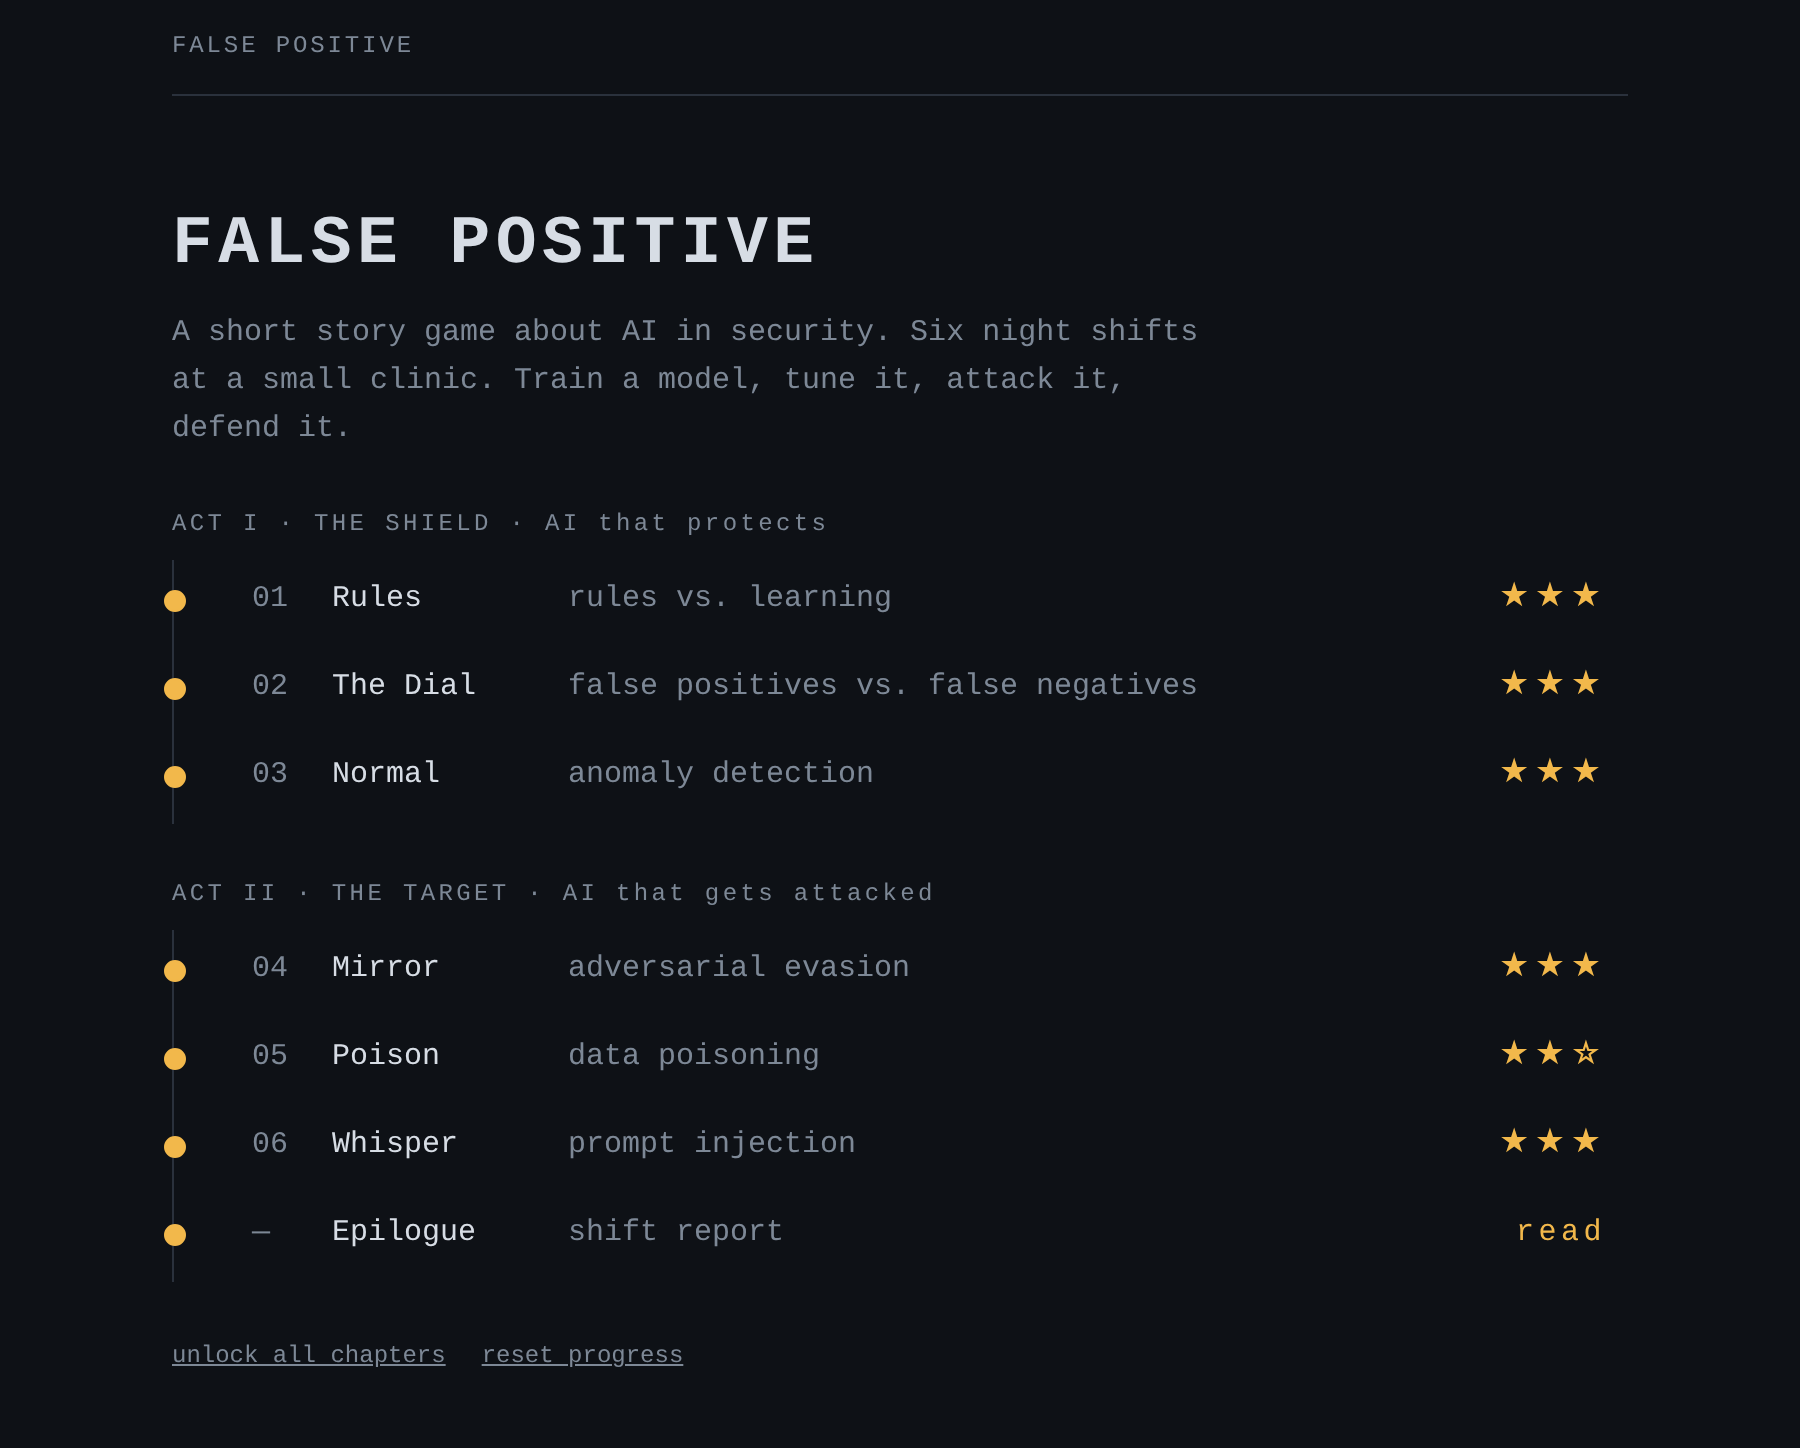 FALSE POSITIVE
FALSE POSITIVE
A short story game about AI in security. Six night shifts
at a small clinic. Train a model, tune it, attack it,
defend it.
ACT I · THE SHIELD · AI that protects
01 Rules rules vs. learning ★★★
02 The Dial false positives vs. false negatives ★★★
03 Normal anomaly detection ★★★
ACT II · THE TARGET · AI that gets attacked
04 Mirror adversarial evasion ★★★
05 Poison data poisoning ★★☆
06 Whisper prompt injection ★★★
— Epilogue shift report read
unlock all chapters reset progress